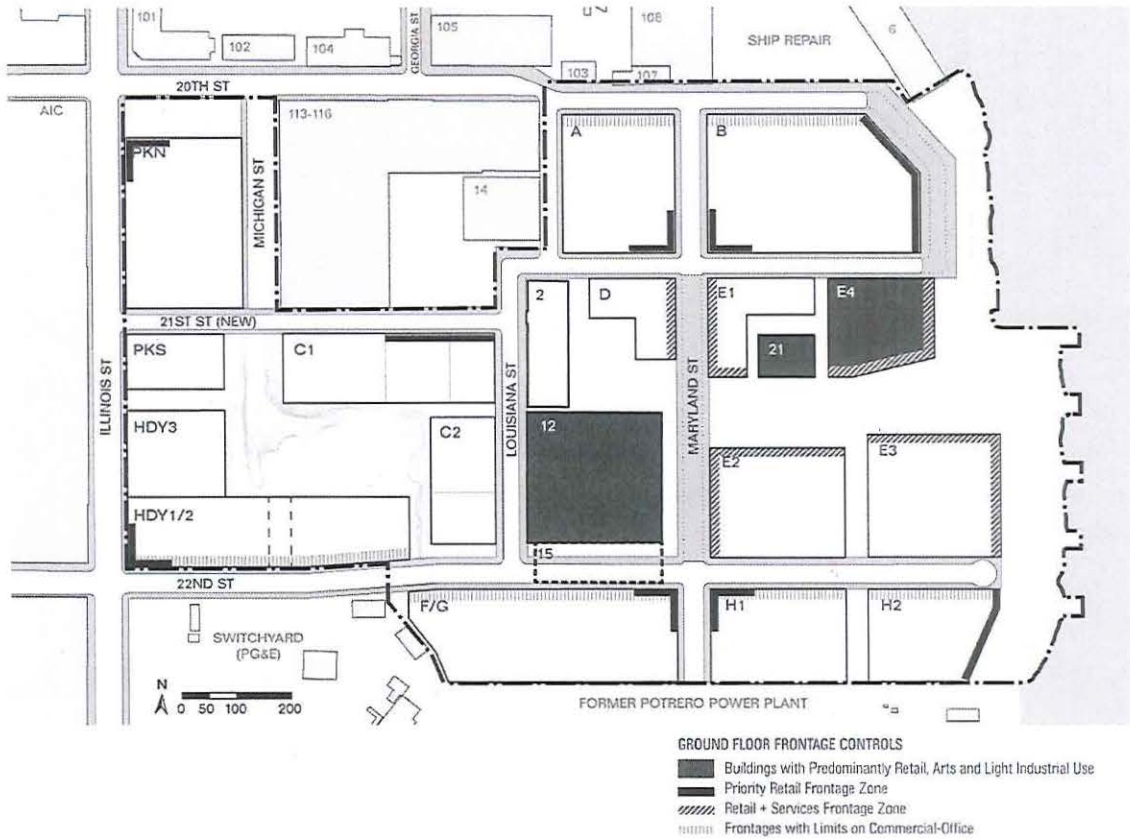 101
102
104
GEORGIA ST
105
108
103
107
SHIP REPAIR
6
20TH ST
AIC
PKN
MICHIGAN ST
113-116
14
A
B
21ST ST (NEW)
ILLINOIS ST
PKS
C1
LOUISIANA ST
2
D
MARYLAND ST
E1
E4
21
HDY3
C2
12
E2
E3
HDY1/2
15
22ND ST
F/G
H1
H2
SWITCHYARD
(PG&E)
N
0 50 100 200
FORMER POTRERO POWER PLANT
GROUND FLOOR FRONTAGE CONTROLS
Buildings with Predominantly Retail, Arts and Light Industrial Use
Priority Retail Frontage Zone
Retail + Services Frontage Zone
Frontages with Limits on Commercial-Office